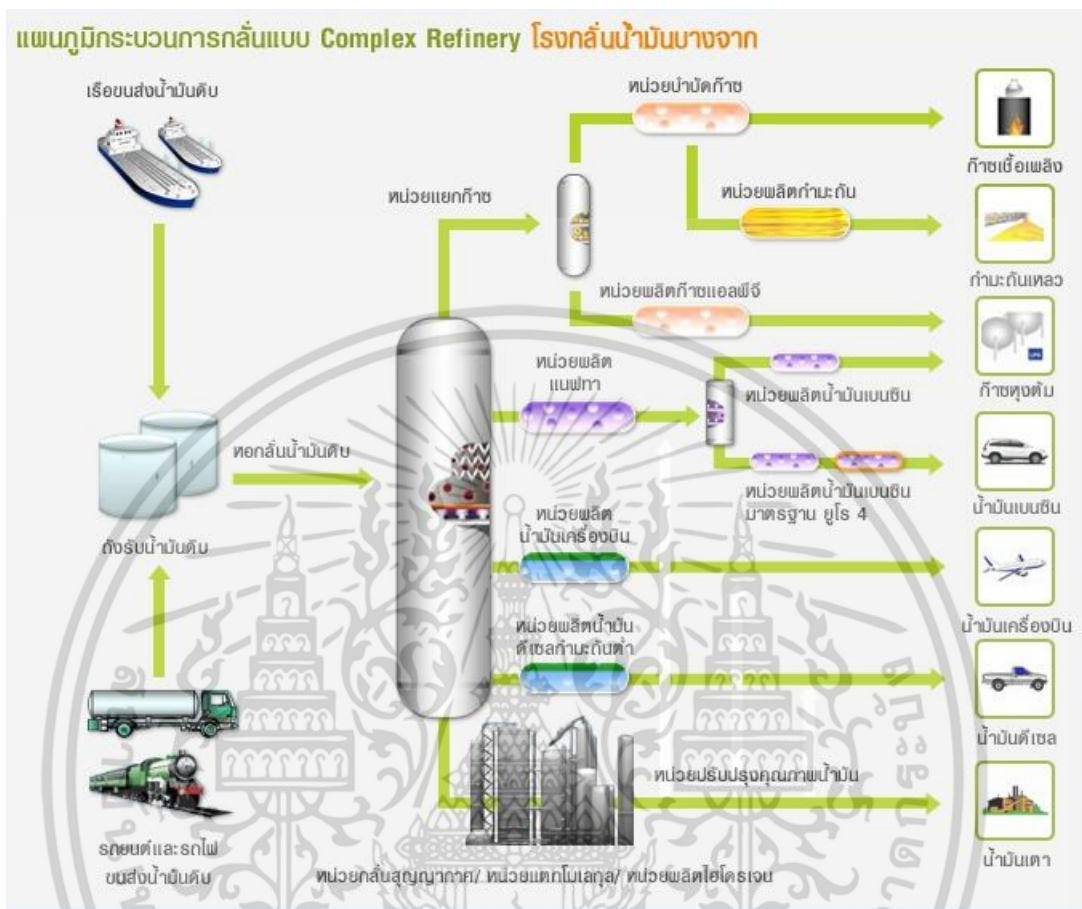 แผนภูมิกระบวนการกลั่นแบบ Complex Refinery โรงกลั่นน้ำมันบางจาก
เรือขนส่งน้ำมันดิบ
หน่วยบำบัดก๊าซ
ก๊าซเชื้อเพลิง
หน่วยแยกก๊าซ
หน่วยผลิตกำมะถัน
กำมะถันเหลว
หน่วยผลิตก๊าซแอลพีจี
หน่วยผลิต
แนฟทา
หน่วยผลิตน้ำมันเบนซิน
ก๊าซหุงต้ม
หอกลั่นน้ำมันดิบ
หน่วยผลิตน้ำมันเบนซิน
มาตรฐาน ยูโร 4
น้ำมันเบนซิน
ถังรับน้ำมันดิบ
หน่วยผลิต
น้ำมันเครื่องบิน
น้ำมันเครื่องบิน
หน่วยผลิตน้ำมัน
ดีเซลกำมะถันต่ำ
น้ำมันดีเซล
หน่วยปรับปรุงคุณภาพน้ำมัน
รถยนต์และรถไฟ
ขนส่งน้ำมันดิบ
น้ำมันเตา
หน่วยกลั่นสุญญากาศ/ หน่วยแตกโมเลกุล/ หน่วยผลิตไฮโดรเจน